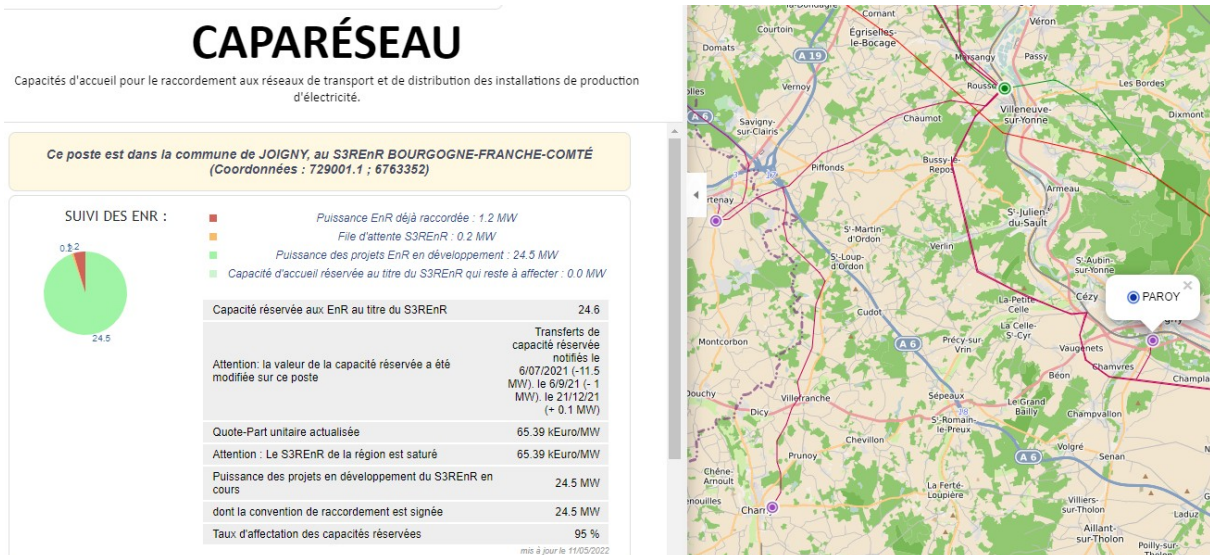 CAPARÉSEAU
Capacités d'accueil pour le raccordement aux réseaux de transport et de distribution des installations de production
d'électricité.
Ce poste est dans la commune de JOIGNY, au S3REnR BOURGOGNE-FRANCHE-COMTÉ
(Coordonnées : 729001.1 ; 6763352)
SUIVI DES ENR :
Puissance EnR déjà raccordée : 1.2 MW
File d'attente S3REnR : 0.2 MW
Puissance des projets EnR en développement : 24.5 MW
Capacité d'accueil réservée au titre du S3REnR qui reste à affecter : 0.0 MW
24.5
Capacité réservée aux EnR au titre du S3REnR 24.6
Attention: la valeur de la capacité réservée a été
modifiée sur ce poste
Transferts de
capacité réservée
notifiés le
6/07/2021 (-11.5
MW). le 6/9/21 (- 1
MW). le 21/12/21
(+ 0.1 MW)
Quote-Part unitaire actualisée 65.39 kEuro/MW
Attention : Le S3REnR de la région est saturé 65.39 kEuro/MW
Puissance des projets en développement du S3REnR en
cours 24.5 MW
dont la convention de raccordement est signée 24.5 MW
Taux d'affectation des capacités réservées 95 %
mis à jour le 11/05/2022
Cornant
Courtoin
Égriselles-
le-Bocage
Véron
Domats
A 19
Marsangy
Passy
Vernoy
Rousse
Les Bordes
Villeneuve-
sur-Yonne
A 6
Chaumot
Dixmont
Savigny-
sur-Clairis
Bussy-le-
Repos
Piffonds
Armeau
rtenay
St-Julien-
du-Sault
St-Martin-
d'Ordon
Verlin
St-Loup-
d'Ordon
St-Aubin-
sur-Yonne
PAROY
Cézy
La-Petite-
Celle
Cudot
La-Celle-
St-Cyr
Montcorbon
A 6
Précy-sur-
Vrin
Vaugenets
Chamvres
Béon
Champla
Douchy
Villefranche
Sépeaux
Dicy
Le-Grand
Bailly
18
Champvallon
St-Romain-
le-Preux
Chevillon
Volgré
Prunoy
A 6
Senan
Chêne-
Arnoult
La-Ferté-
Loupière
Villiers-
sur-Tholon
Charn
Laduz
Aillant-
sur-Tholon
Poilly-sur-